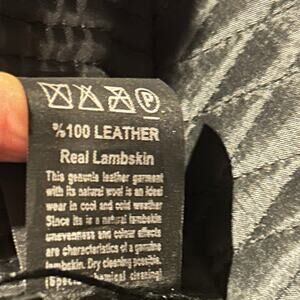 P
%100 LEATHER
Real Lambskin
This genunie leather garment
with its natural wool is an ideal
wear in cool and cold weather
Since its is a natural lambskin
unevenness and colour effects
are characteristics of a genuine
lambskin. Dry cleaning possible.
(Special chemical cleaning)